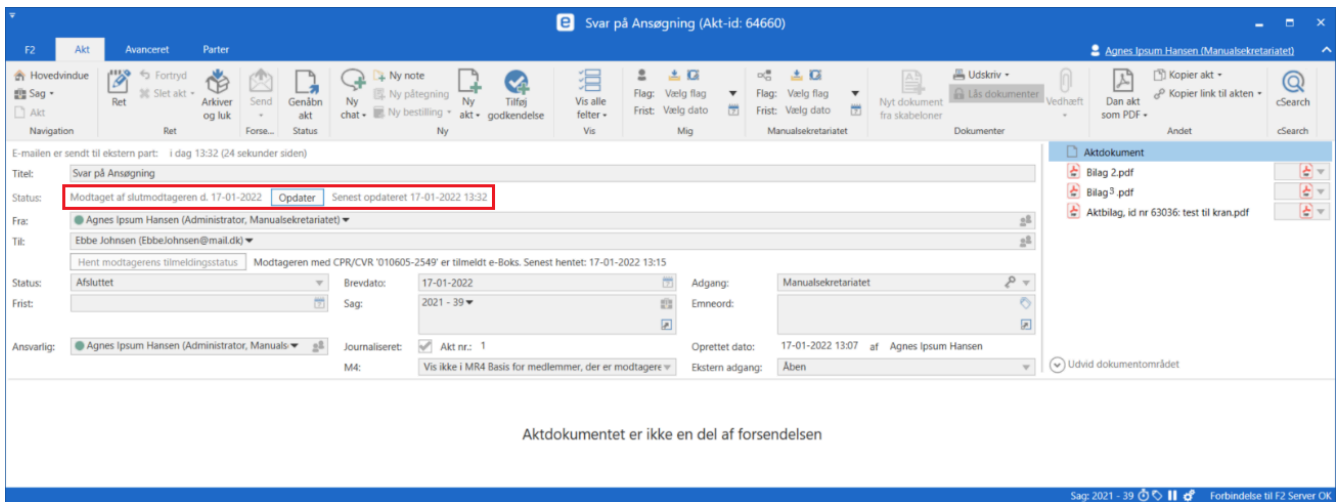 Svar på Ansøgning (Akt-id: 64660)
F2 Akt Avanceret Parter Agnes Ipsum Hansen (Manualsekretariatet)
Hovedvindue
Sag
Akt
Navigation
Ret
Fortryd
Slet akt
Arkiver og luk
Ret
Send
Forse...
Genåbn akt
Status
Ny chat
Ny note
Ny påtegning
Ny bestilling
Ny akt
Tilføj godkendelse
Ny
Vis alle felter
Vis
Flag: Vælg flag
Frist: Vælg dato
Mig
Flag: Vælg flag
Frist: Vælg dato
Manualsekretariatet
Nyt dokument fra skabeloner
Udskriv
Lås dokumenter
Vedhæft
Dokumenter
Dan akt som PDF
Kopier akt
Kopier link til akten
Andet
cSearch
cSearch
E-mailen er sendt til ekstern part: i dag 13:32 (24 sekunder siden)
Titel: Svar på Ansøgning
Status: Modtaget af slutmodtageren d. 17-01-2022 Opdater Senest opdateret 17-01-2022 13:32
Fra: Agnes Ipsum Hansen (Administrator, Manualsekretariatet)
Til: Ebbe Johnsen (EbbeJohnsen@mail.dk)
Hent modtagerens tilmeldingsstatus Modtageren med CPR/CVR '010605-2549' er tilmeldt e-Boks. Senest hentet: 17-01-2022 13:15
Status: Afsluttet Brevdato: 17-01-2022 Adgang: Manualsekretariatet
Frist: Sag: 2021 - 39 Emneord:
Ansvarlig: Agnes Ipsum Hansen (Administrator, Manuals Journaliseret: Akt nr.: 1 Oprettet dato: 17-01-2022 13:07 af Agnes Ipsum Hansen
M4: Vis ikke i MR4 Basis for medlemmer, der er modtagere Ekstern adgang: Åben
Aktdokument
Bilag 2.pdf
Bilag 3 .pdf
Aktbilag, id nr 63036: test til kran.pdf
Udvid dokumentområdet
Aktdokumentet er ikke en del af forsendelsen
Sag: 2021 - 39 Forbindelse til F2 Server OK